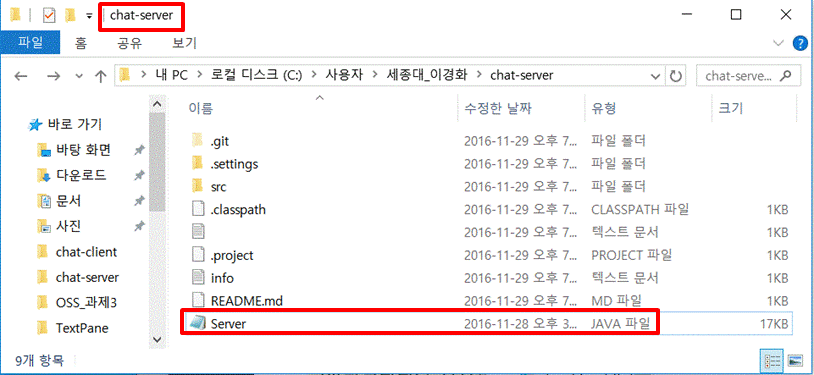 chat-server
파일 홈 공유 보기
내 PC 로컬 디스크 (C:) 사용자 세종대_이경화 chat-server chat-serve...
이름 수정한 날짜 유형 크기
바로 가기
바탕 화면
다운로드
문서
사진
chat-client
chat-server
OSS_과제3
TextPane
.git 2016-11-29 오후 7... 파일 폴더
.settings 2016-11-29 오후 7... 파일 폴더
src 2016-11-29 오후 7... 파일 폴더
.classpath 2016-11-29 오후 7... CLASSPATH 파일 1KB
2016-11-29 오후 7... 텍스트 문서 1KB
.project 2016-11-29 오후 7... PROJECT 파일 1KB
info 2016-11-29 오후 7... 텍스트 문서 1KB
README.md 2016-11-29 오후 7... MD 파일 1KB
Server 2016-11-28 오후 3... JAVA 파일 17KB
9개 항목